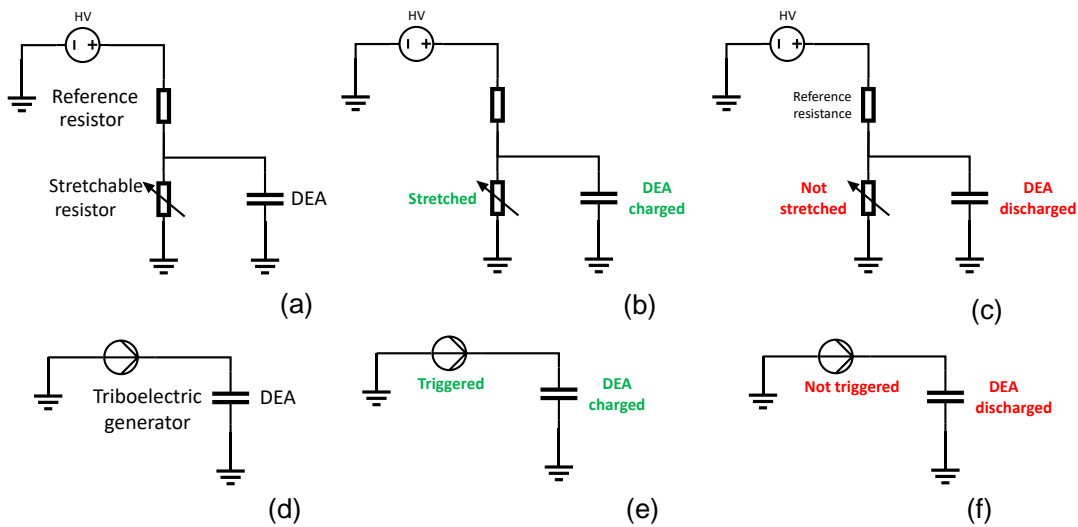 HV
Reference
resistor
Stretchable
resistor
DEA
(a)
HV
Stretched
DEA
charged
(b)
HV
Reference
resistance
Not
stretched
DEA
discharged
(c)
Triboelectric
generator
DEA
(d)
Triggered
DEA
charged
(e)
Not triggered
DEA
discharged
(f)